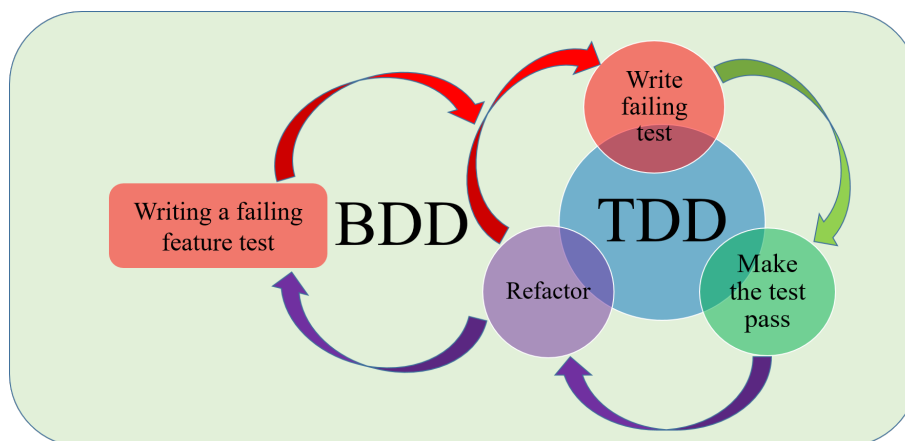 Writing a failing
feature test
BDD
TDD
Write
failing
test
Make
the test
pass
Refactor